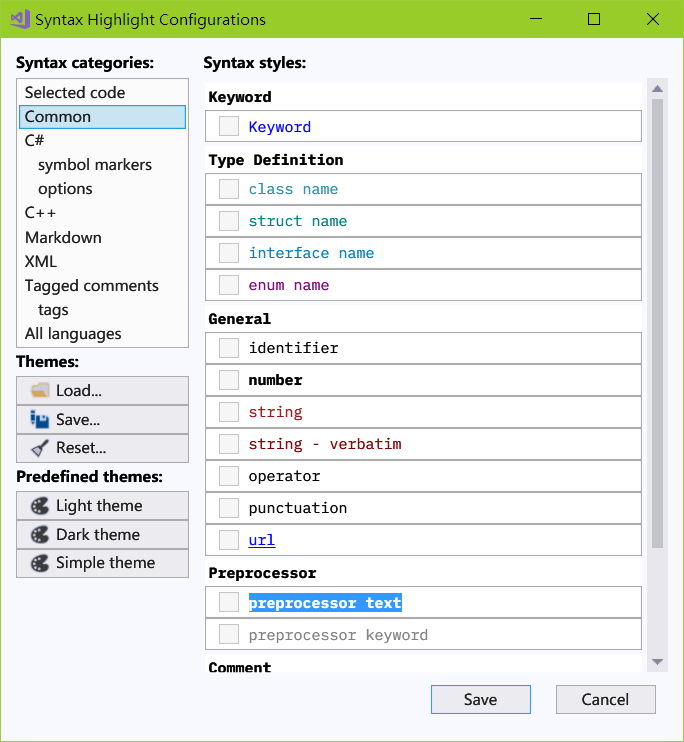 Syntax Highlight Configurations
Syntax categories:
Selected code
Common
C#
symbol markers
options
C++
Markdown
XML
Tagged comments
tags
All languages
Themes:
Load...
Save...
Reset...
Predefined themes:
Light theme
Dark theme
Simple theme
Syntax styles:
Keyword
Keyword
Type Definition
class name
struct name
interface name
enum name
General
identifier
number
string
string - verbatim
operator
punctuation
url
Preprocessor
preprocessor text
preprocessor keyword
Comment
Save
Cancel